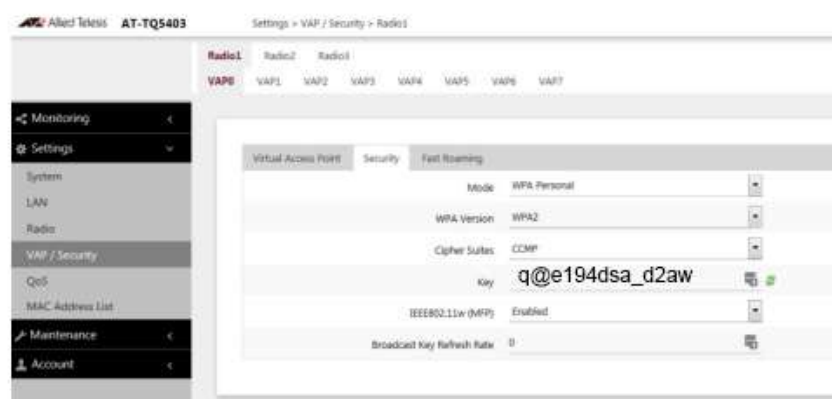 Allied Telesis AT-TQ5403 Settings > VAP / Security > Radio1
Radio1 Radio2 Radio3
VAP0 VAP1 VAP2 VAP3 VAP4 VAP5 VAP6 VAP7
Monitoring
Settings
System
LAN
Radio
VAP / Security
QoS
MAC Address List
Maintenance
Account
Virtual Access Point Security Fast Roaming
Mode WPA Personal
WPA Version WPA2
Cipher Suites CCMP
Key q@e194dsa_d2aw
IEEE802.11w (MFP) Enabled
Broadcast Key Refresh Rate 0